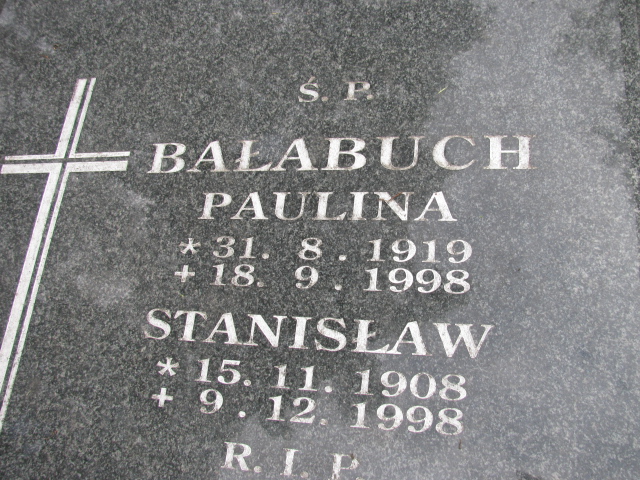 Ś. P.
BAŁABUCH
PAULINA
* 31. 8. 1919
+ 18. 9. 1998
STANISŁAW
* 15. 11. 1908
+ 9. 12. 1998
R. I. P.